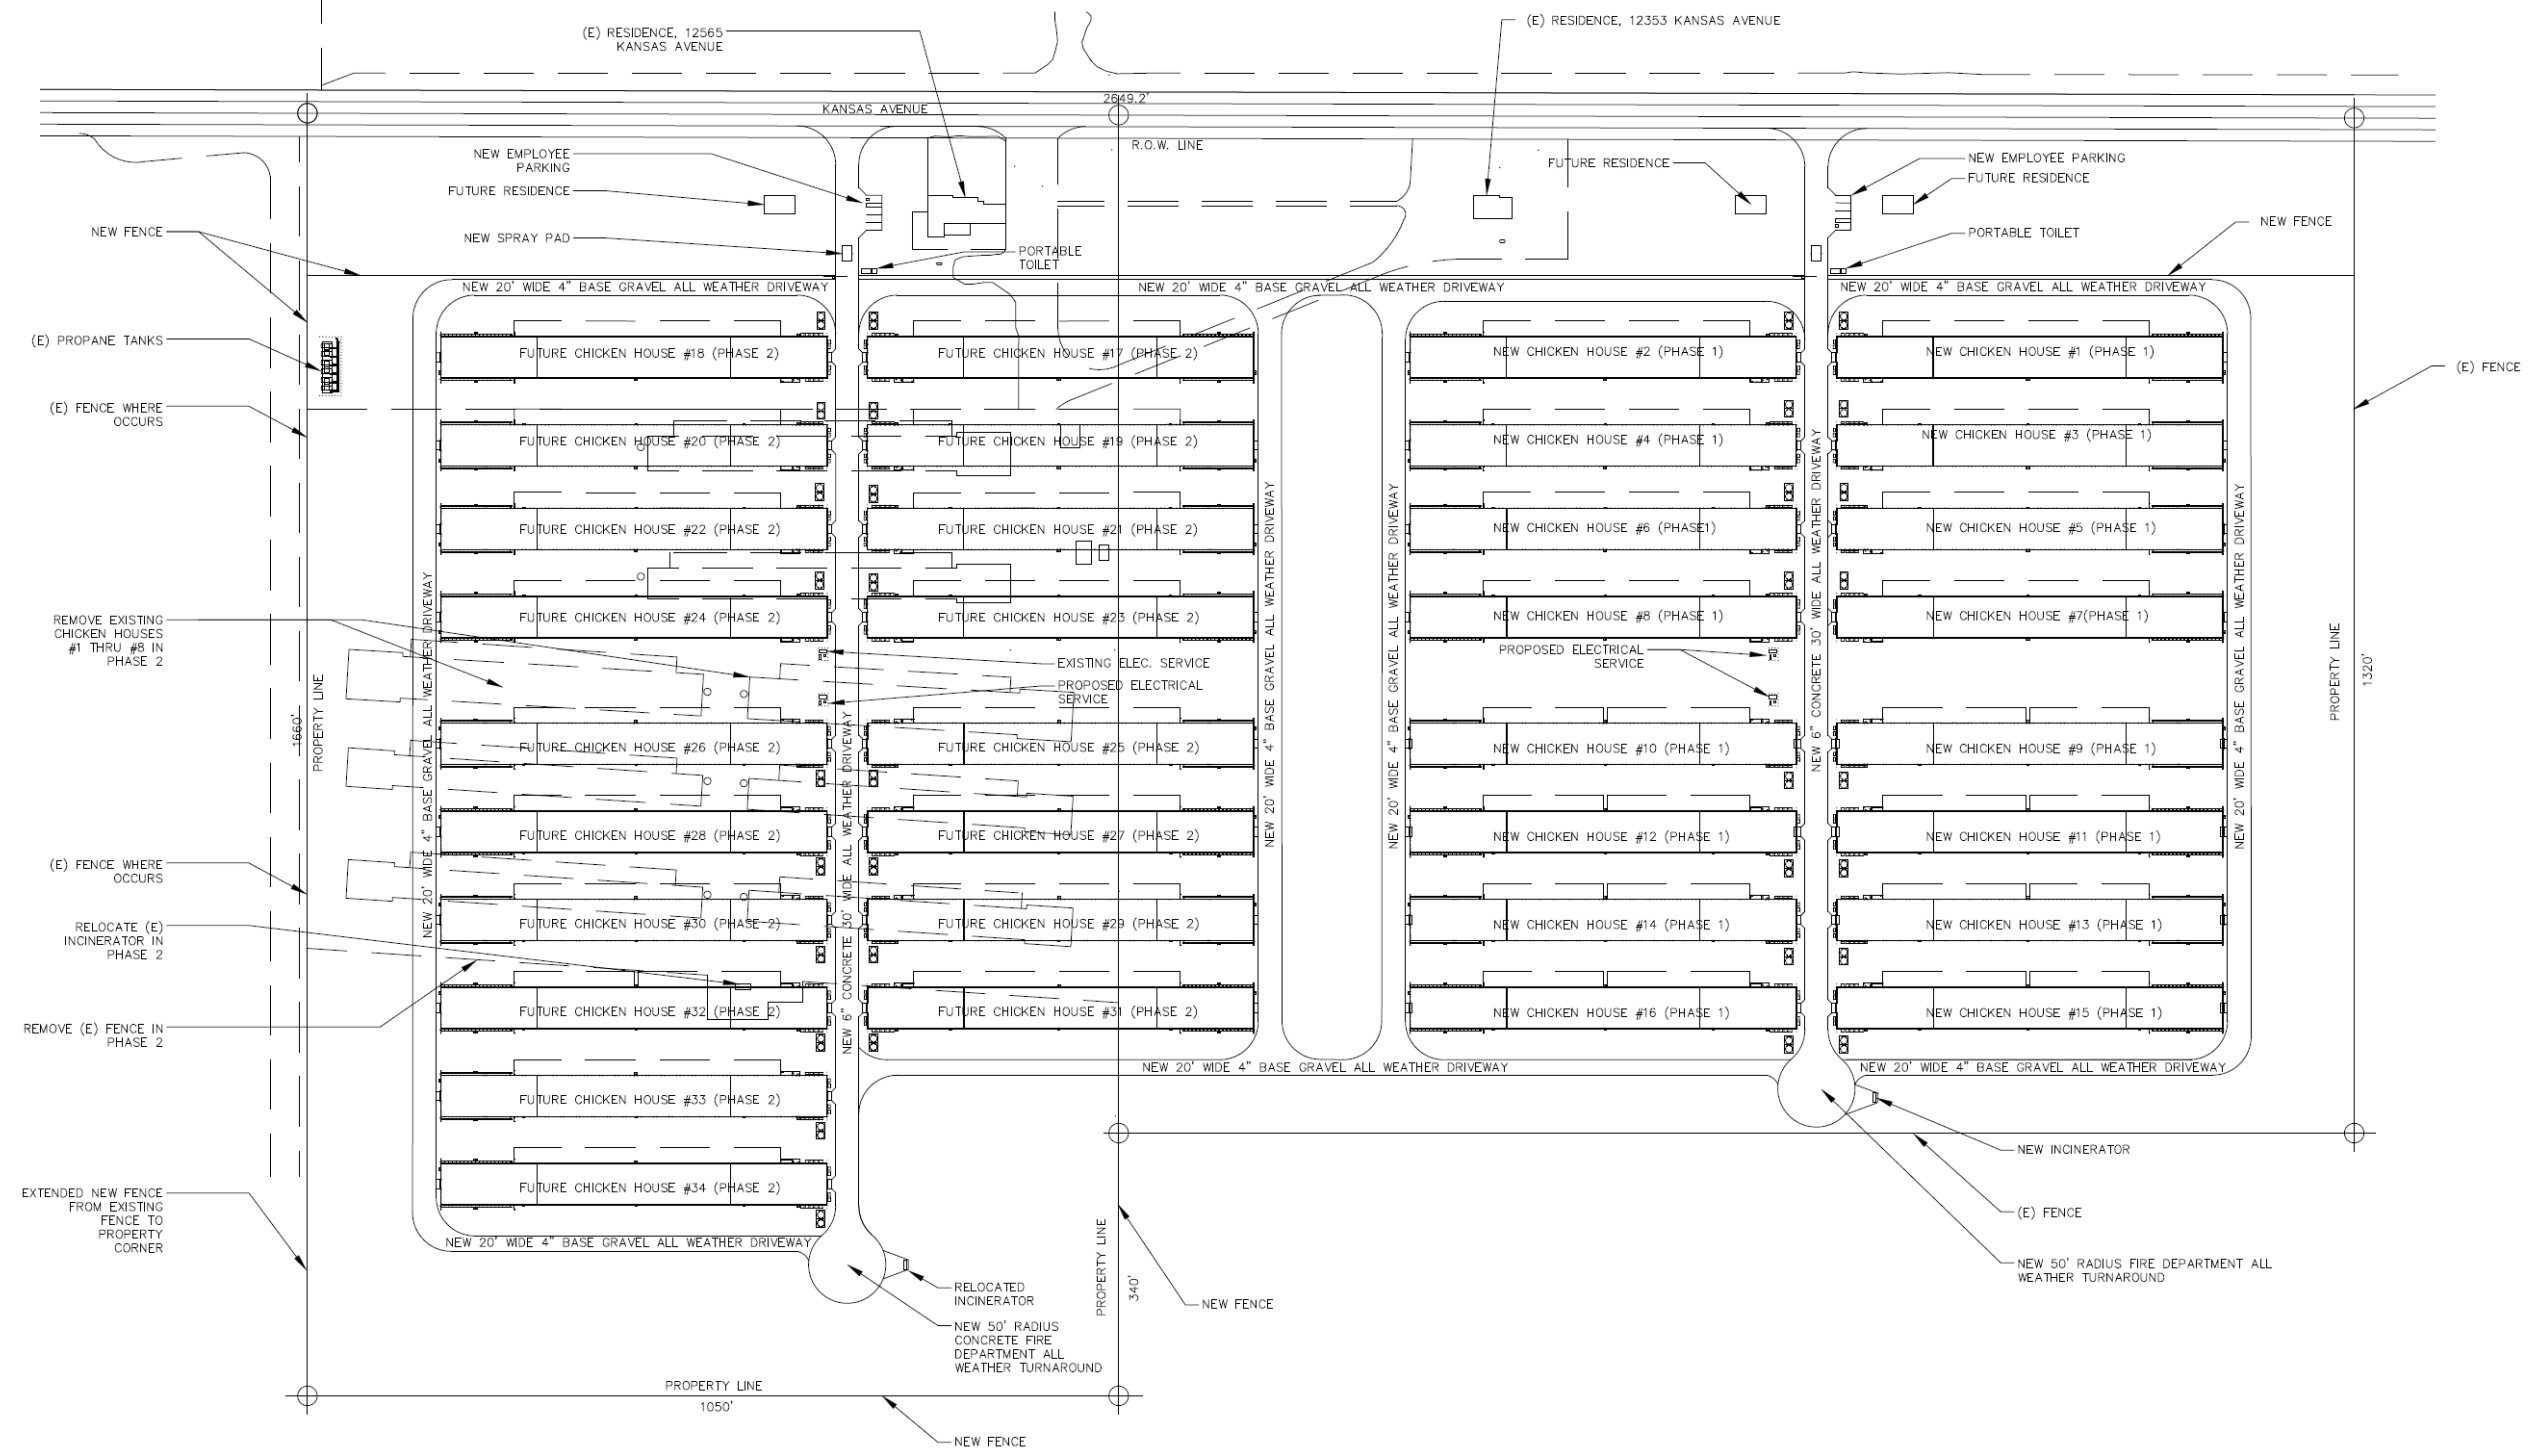 (E) RESIDENCE, 12565
KANSAS AVENUE
(E) RESIDENCE, 12353 KANSAS AVENUE
2649.2'
KANSAS AVENUE
R.O.W. LINE
NEW EMPLOYEE
PARKING
FUTURE RESIDENCE
NEW SPRAY PAD
PORTABLE
TOILET
FUTURE RESIDENCE
NEW EMPLOYEE PARKING
FUTURE RESIDENCE
PORTABLE TOILET
NEW FENCE
NEW FENCE
NEW 20' WIDE 4" BASE GRAVEL ALL WEATHER DRIVEWAY
NEW 20' WIDE 4" BASE GRAVEL ALL WEATHER DRIVEWAY
NEW 20' WIDE 4" BASE GRAVEL ALL WEATHER DRIVEWAY
(E) PROPANE TANKS
FUTURE CHICKEN HOUSE #18 (PHASE 2)
FUTURE CHICKEN HOUSE #17 (PHASE 2)
NEW CHICKEN HOUSE #2 (PHASE 1)
NEW CHICKEN HOUSE #1 (PHASE 1)
(E) FENCE
(E) FENCE WHERE
OCCURS
FUTURE CHICKEN HOUSE #20 (PHASE 2)
FUTURE CHICKEN HOUSE #19 (PHASE 2)
NEW CHICKEN HOUSE #4 (PHASE 1)
NEW CHICKEN HOUSE #3 (PHASE 1)
FUTURE CHICKEN HOUSE #22 (PHASE 2)
FUTURE CHICKEN HOUSE #21 (PHASE 2)
NEW CHICKEN HOUSE #6 (PHASE1)
NEW CHICKEN HOUSE #5 (PHASE 1)
FUTURE CHICKEN HOUSE #24 (PHASE 2)
FUTURE CHICKEN HOUSE #23 (PHASE 2)
NEW CHICKEN HOUSE #8 (PHASE 1)
NEW CHICKEN HOUSE #7(PHASE 1)
REMOVE EXISTING
CHICKEN HOUSES
#1 THRU #8 IN
PHASE 2
EXISTING ELEC. SERVICE
PROPOSED ELECTRICAL
SERVICE
PROPOSED ELECTRICAL
SERVICE
1660'
PROPERTY LINE
NEW 20' WIDE 4" BASE GRAVEL ALL WEATHER DRIVEWAY
NEW 6" CONCRETE 30' WIDE ALL WEATHER DRIVEWAY
NEW 20' WIDE 4" BASE GRAVEL ALL WEATHER DRIVEWAY
NEW 20' WIDE 4" BASE GRAVEL ALL WEATHER DRIVEWAY
NEW 6" CONCRETE 30' WIDE ALL WEATHER DRIVEWAY
NEW 20' WIDE 4" BASE GRAVEL ALL WEATHER DRIVEWAY
PROPERTY LINE
1320'
FUTURE CHICKEN HOUSE #26 (PHASE 2)
FUTURE CHICKEN HOUSE #25 (PHASE 2)
NEW CHICKEN HOUSE #10 (PHASE 1)
NEW CHICKEN HOUSE #9 (PHASE 1)
FUTURE CHICKEN HOUSE #28 (PHASE 2)
FUTURE CHICKEN HOUSE #27 (PHASE 2)
NEW CHICKEN HOUSE #12 (PHASE 1)
NEW CHICKEN HOUSE #11 (PHASE 1)
(E) FENCE WHERE
OCCURS
FUTURE CHICKEN HOUSE #30 (PHASE 2)
FUTURE CHICKEN HOUSE #29 (PHASE 2)
NEW CHICKEN HOUSE #14 (PHASE 1)
NEW CHICKEN HOUSE #13 (PHASE 1)
RELOCATE (E)
INCINERATOR IN
PHASE 2
FUTURE CHICKEN HOUSE #32 (PHASE 2)
FUTURE CHICKEN HOUSE #31 (PHASE 2)
NEW CHICKEN HOUSE #16 (PHASE 1)
NEW CHICKEN HOUSE #15 (PHASE 1)
REMOVE (E) FENCE IN
PHASE 2
NEW 20' WIDE 4" BASE GRAVEL ALL WEATHER DRIVEWAY
NEW 20' WIDE 4" BASE GRAVEL ALL WEATHER DRIVEWAY
FUTURE CHICKEN HOUSE #33 (PHASE 2)
NEW INCINERATOR
FUTURE CHICKEN HOUSE #34 (PHASE 2)
EXTENDED NEW FENCE
FROM EXISTING
FENCE TO
PROPERTY
CORNER
(E) FENCE
NEW 20' WIDE 4" BASE GRAVEL ALL WEATHER DRIVEWAY
NEW 50' RADIUS FIRE DEPARTMENT ALL
WEATHER TURNAROUND
RELOCATED
INCINERATOR
PROPERTY LINE
340'
NEW FENCE
NEW 50' RADIUS
CONCRETE FIRE
DEPARTMENT ALL
WEATHER TURNAROUND
PROPERTY LINE
1050'
NEW FENCE